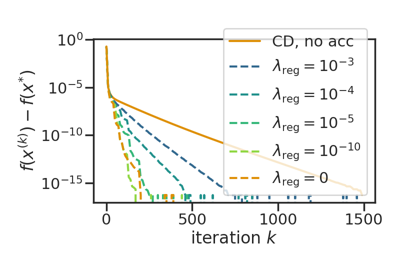 f(x^(k)) − f(x*)
10^0
10^−5
10^−10
10^−15
CD, no acc
λ_reg = 10^−3
λ_reg = 10^−4
λ_reg = 10^−5
λ_reg = 10^−10
λ_reg = 0
0 500 1000 1500
iteration k